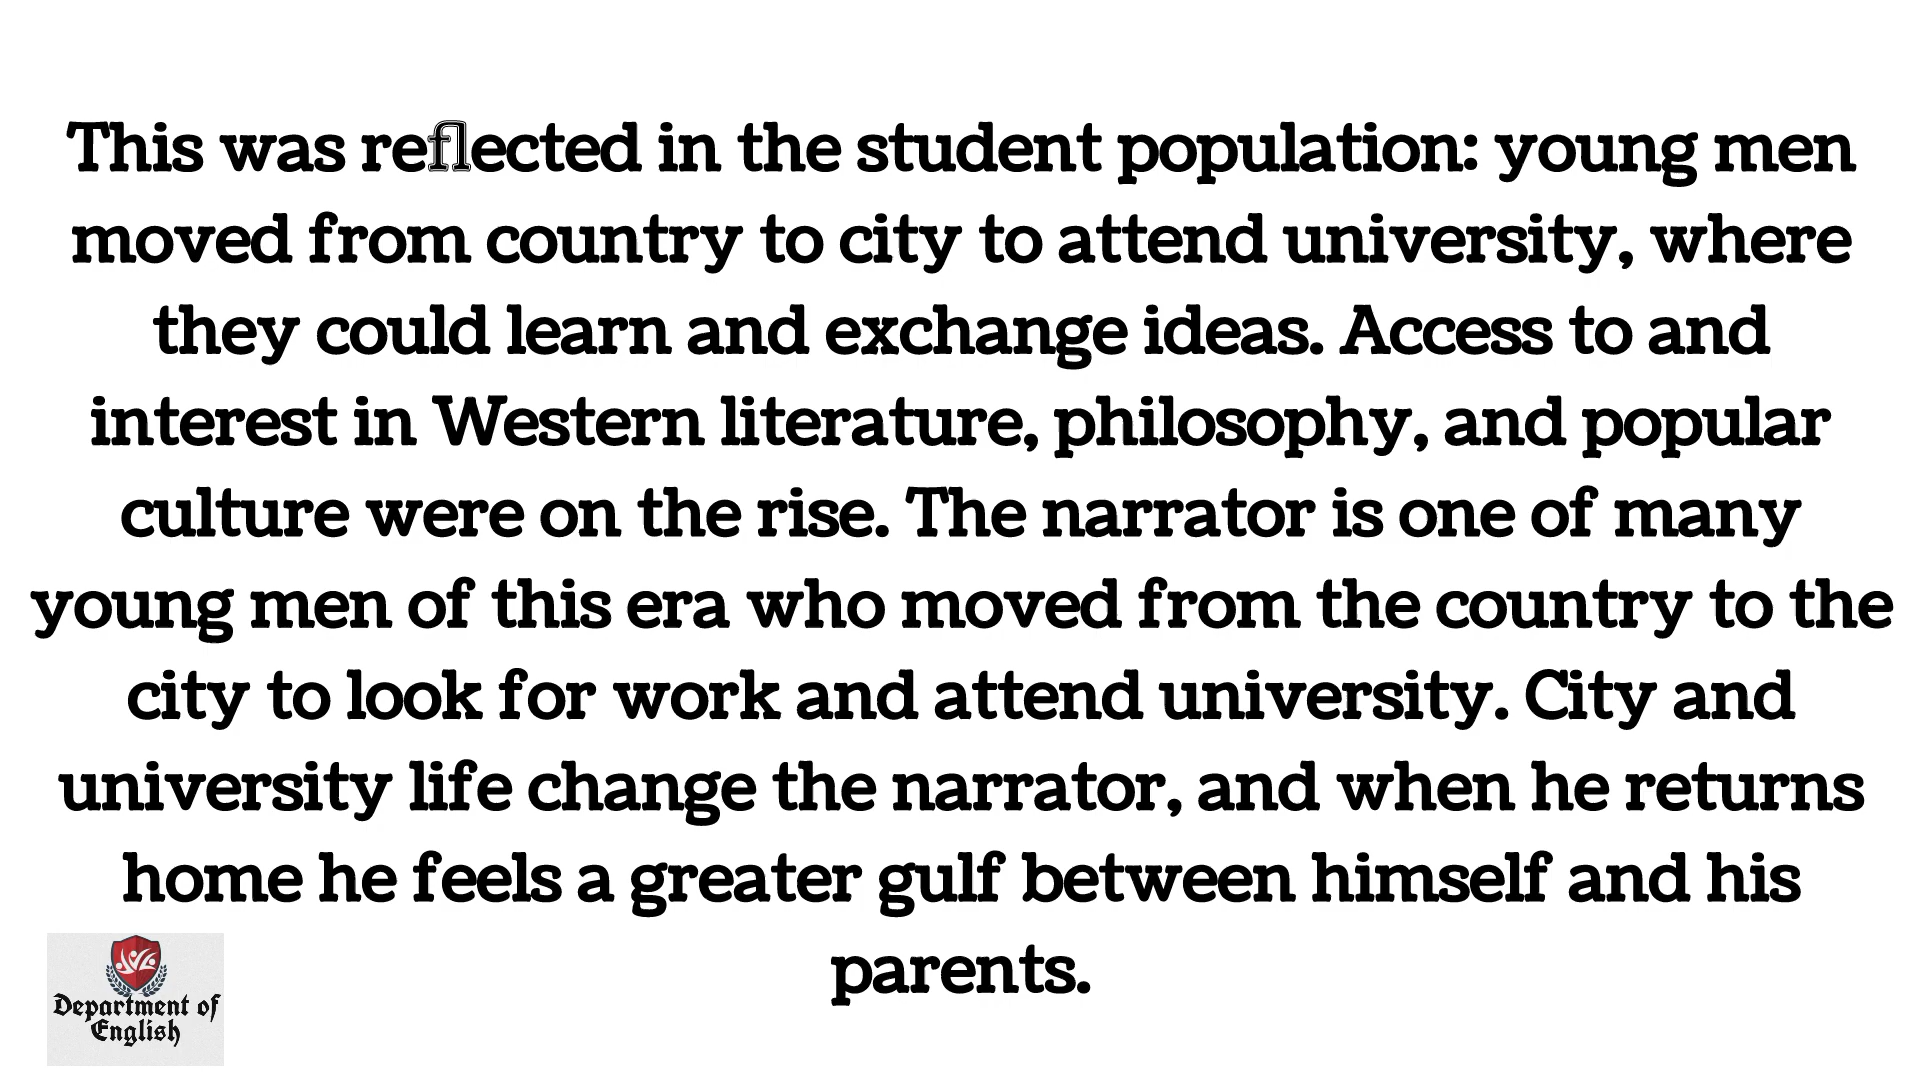 This was reflected in the student population: young men
moved from country to city to attend university, where
they could learn and exchange ideas. Access to and
interest in Western literature, philosophy, and popular
culture were on the rise. The narrator is one of many
young men of this era who moved from the country to the
city to look for work and attend university. City and
university life change the narrator, and when he returns
home he feels a greater gulf between himself and his
parents.
Department of
English